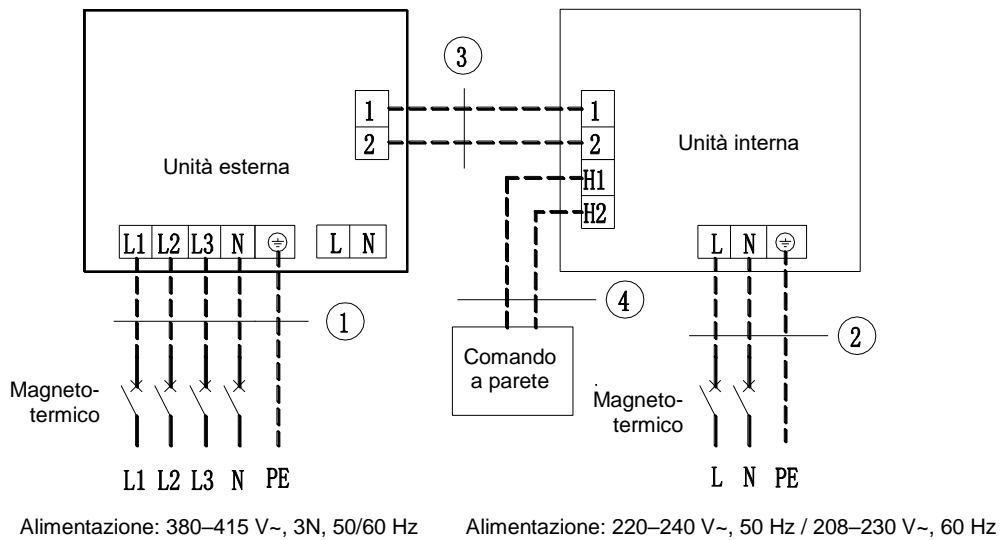 3
1
2
1
2
H1
H2
Unità esterna
Unità interna
L1 L2 L3 N
L N
L N
1
4
2
Comando
a parete
Magneto-
termico
Magneto-
termico
L1 L2 L3 N PE
L N PE
Alimentazione: 380–415 V~, 3N, 50/60 Hz
Alimentazione: 220–240 V~, 50 Hz / 208–230 V~, 60 Hz